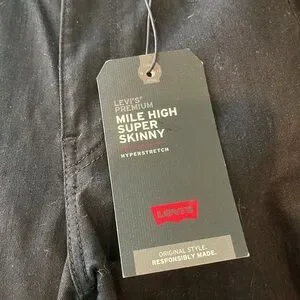 LEVI'S®
PREMIUM
MILE HIGH
SUPER
SKINNY
HYPERSTRETCH
LEVI'S
ORIGINAL STYLE.
RESPONSIBLY MADE.